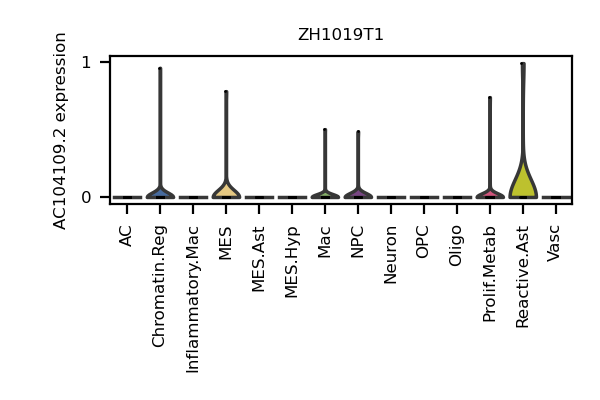 ZH1019T1
AC104109.2 expression
1
0
AC
Chromatin.Reg
Inflammatory.Mac
MES
MES.Ast
MES.Hyp
Mac
NPC
Neuron
OPC
Oligo
Prolif.Metab
Reactive.Ast
Vasc